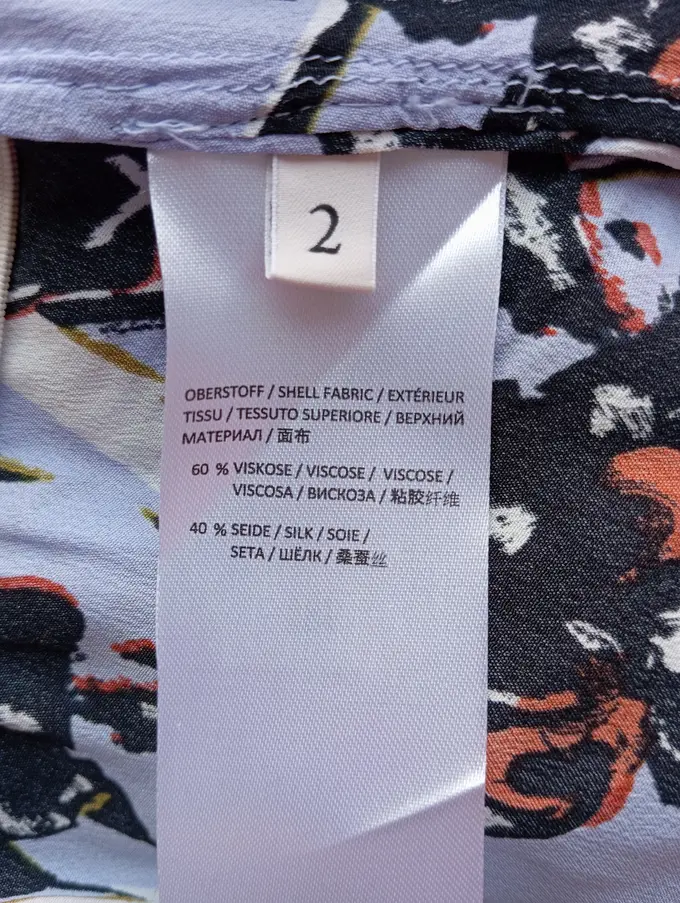 2
OBERSTOFF / SHELL FABRIC / EXTÉRIEUR
TISSU / TESSUTO SUPERIORE / ВЕРХНИЙ
МАТЕРИАЛ / 面布
60 % VISKOSE / VISCOSE / VISCOSE /
VISCOSA / ВИСКОЗА / 粘胶纤维
40 % SEIDE / SILK / SOIE /
SETA / ШЁЛК / 桑蚕丝